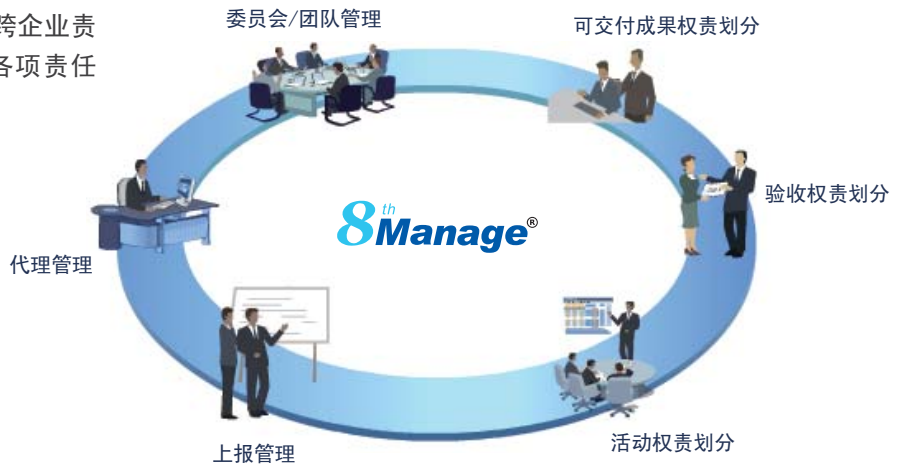 跨企业责
各项责任
委员会/团队管理
可交付成果权责划分
验收权责划分
8thManage®
代理管理
活动权责划分
上报管理